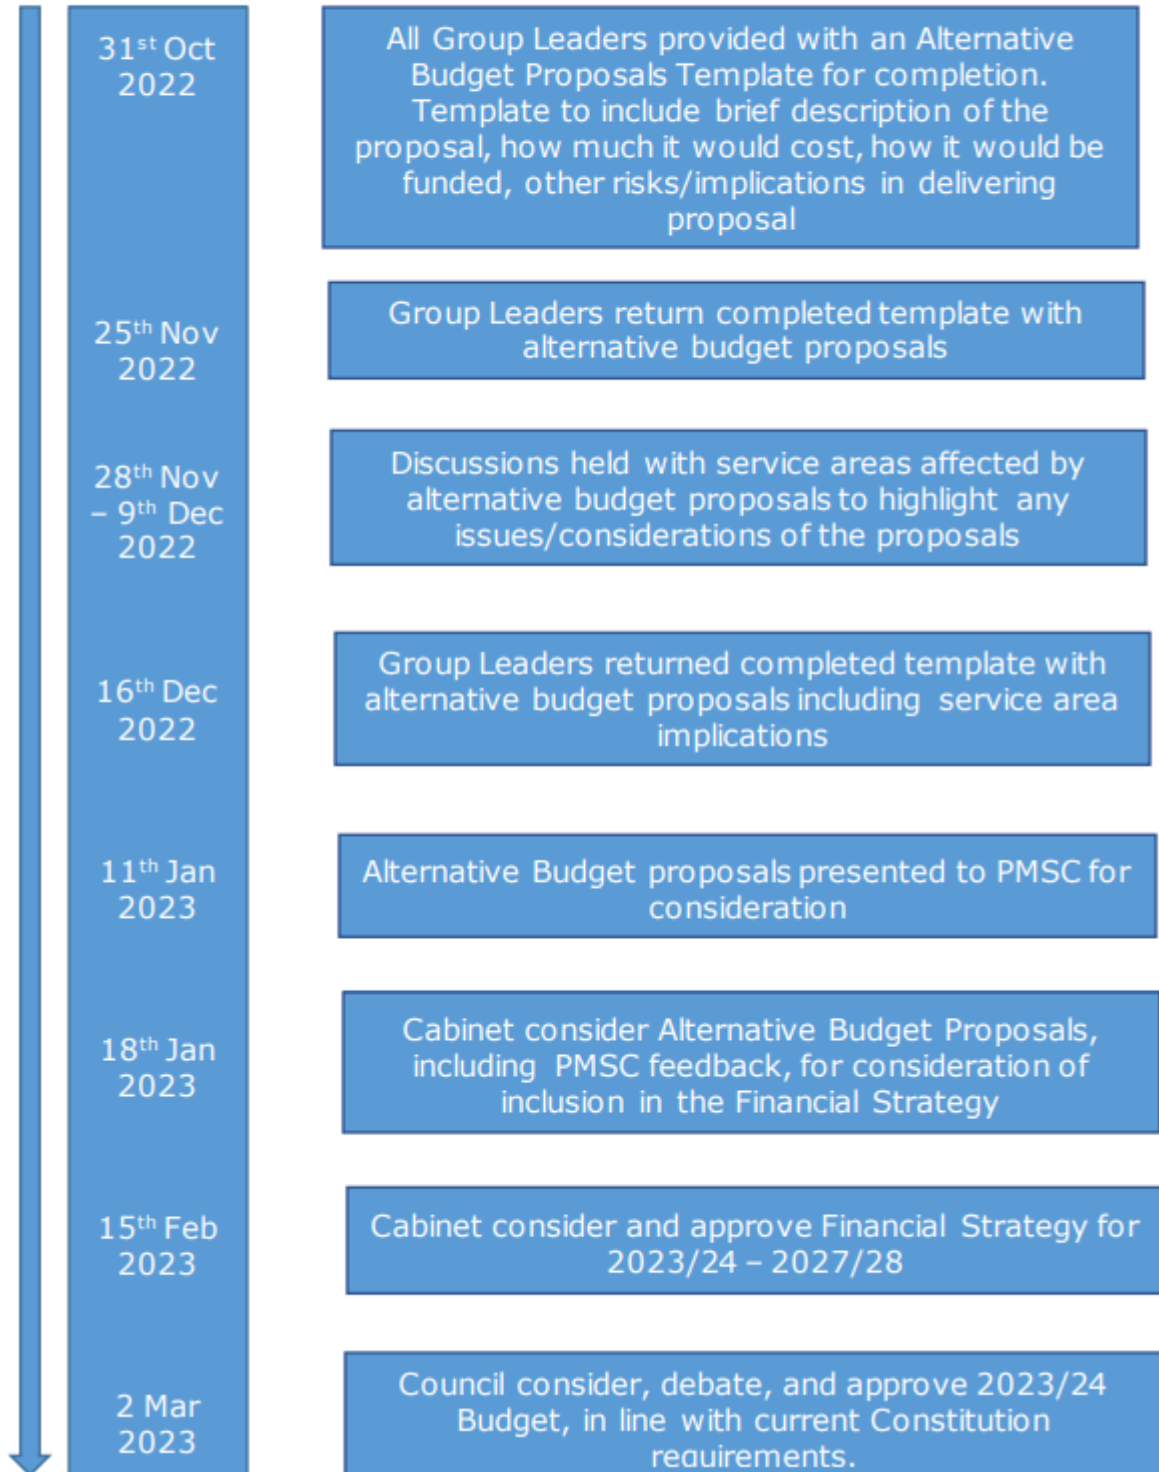 31st Oct
2022
All Group Leaders provided with an Alternative
Budget Proposals Template for completion.
Template to include brief description of the
proposal, how much it would cost, how it would be
funded, other risks/implications in delivering
proposal
25th Nov
2022
Group Leaders return completed template with
alternative budget proposals
28th Nov
– 9th Dec
2022
Discussions held with service areas affected by
alternative budget proposals to highlight any
issues/considerations of the proposals
16th Dec
2022
Group Leaders returned completed template with
alternative budget proposals including service area
implications
11th Jan
2023
Alternative Budget proposals presented to PMSC for
consideration
18th Jan
2023
Cabinet consider Alternative Budget Proposals,
including PMSC feedback, for consideration of
inclusion in the Financial Strategy
15th Feb
2023
Cabinet consider and approve Financial Strategy for
2023/24 – 2027/28
2 Mar
2023
Council consider, debate, and approve 2023/24
Budget, in line with current Constitution
requirements.